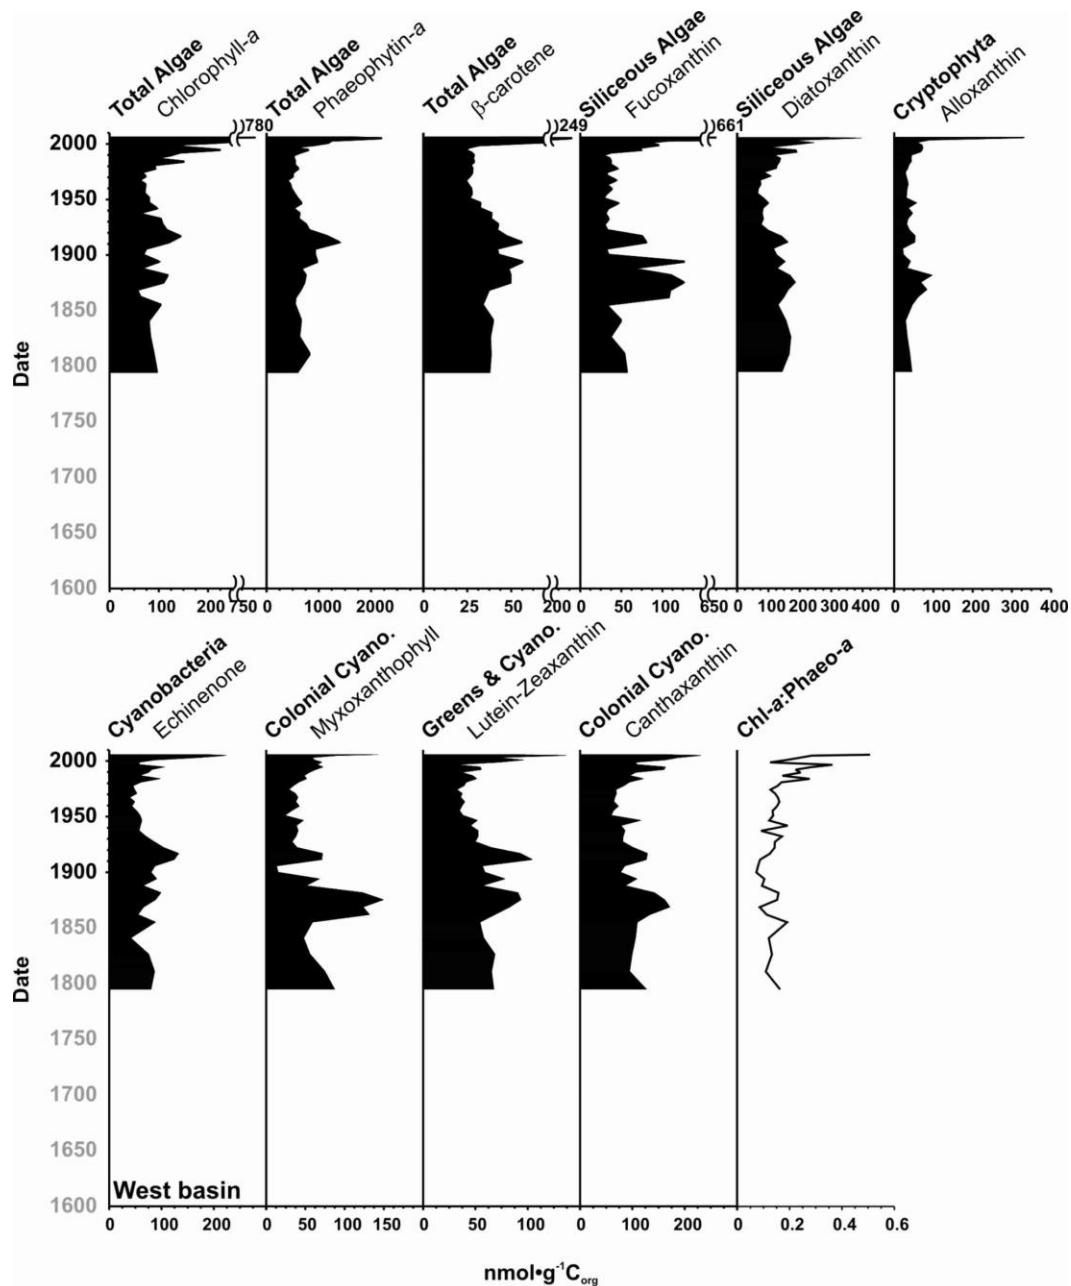 Total Algae Chlorophyll-a
Total Algae Phaeophytin-a
Total Algae β-carotene
Siliceous Algae Fucoxanthin
Siliceous Algae Diatoxanthin
Cryptophyta Alloxanthin
780
249
661
Date
2000
1950
1900
1850
1800
1750
1700
1650
1600
0 100 200 750
0 1000 2000
0 25 50 200
0 50 100 650
0 100 200 300 400
0 100 200 300 400
Cyanobacteria Echinenone
Colonial Cyano. Myxoxanthophyll
Greens & Cyano. Lutein-Zeaxanthin
Colonial Cyano. Canthaxanthin
Chl-a:Phaeo-a
Date
2000
1950
1900
1850
1800
1750
1700
1650
1600
West basin
0 100 200
0 50 100 150
0 50 100
0 100 200
0 0.2 0.4 0.6
nmol•g⁻¹Corg